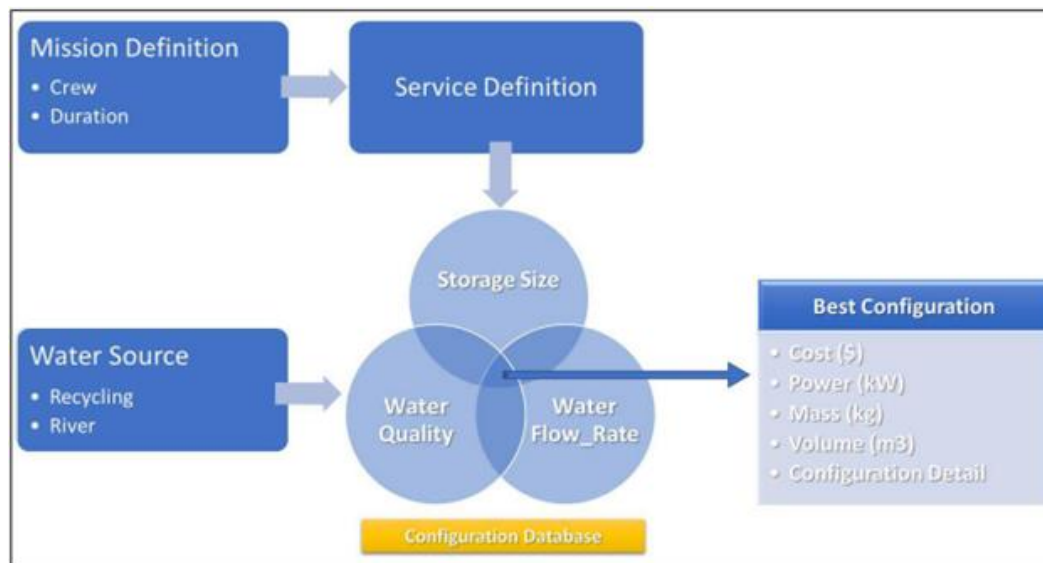 Mission Definition
• Crew
• Duration
Service Definition
Storage Size
Water Source
• Recycling
• River
Water
Quality
Water
Flow_Rate
Best Configuration
• Cost ($)
• Power (kW)
• Mass (kg)
• Volume (m3)
• Configuration Detail
Configuration Database